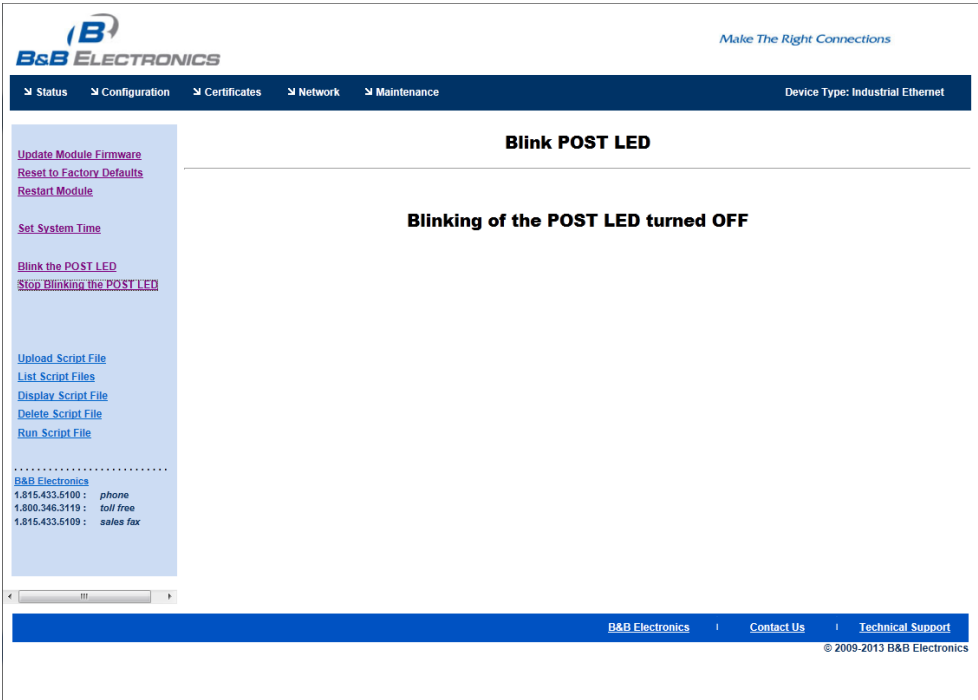 B
B&B ELECTRONICS
Make The Right Connections
Status Configuration Certificates Network Maintenance Device Type: Industrial Ethernet
Update Module Firmware
Reset to Factory Defaults
Restart Module
Set System Time
Blink the POST LED
Stop Blinking the POST LED
Upload Script File
List Script Files
Display Script File
Delete Script File
Run Script File
B&B Electronics
1.815.433.5100 : phone
1.800.346.3119 : toll free
1.815.433.5109 : sales fax
Blink POST LED
Blinking of the POST LED turned OFF
B&B Electronics | Contact Us | Technical Support
© 2009-2013 B&B Electronics